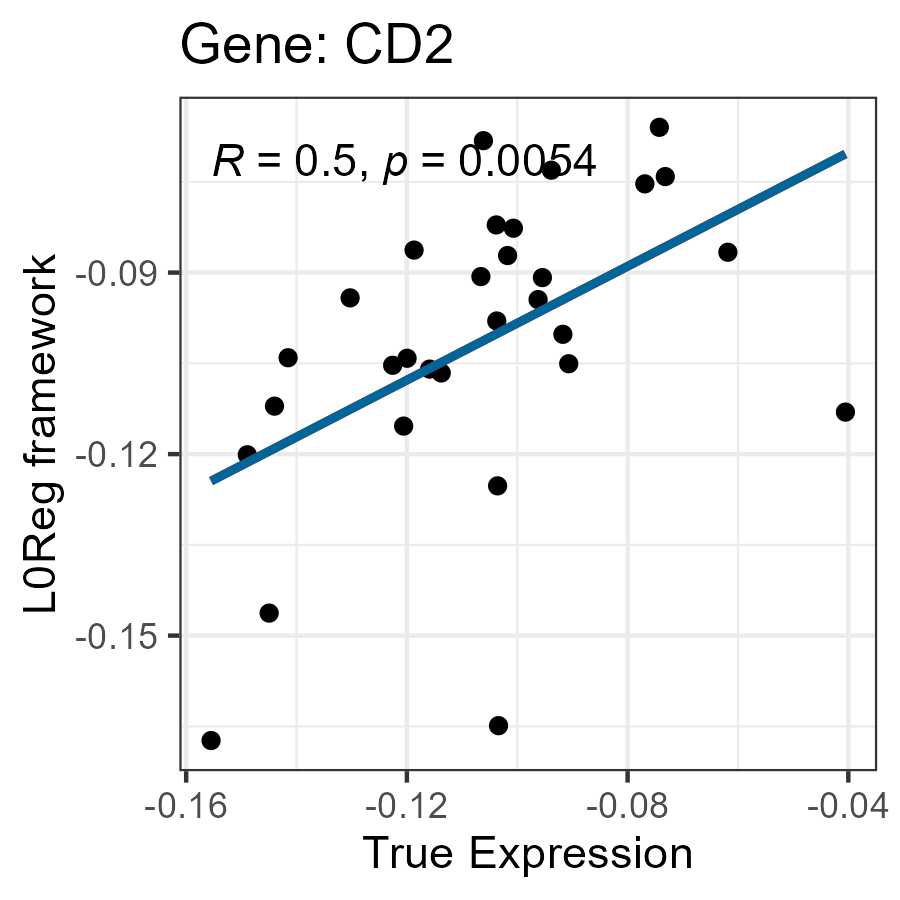 Gene: CD2
R = 0.5, p = 0.0054
L0Reg framework
-0.09
-0.12
-0.15
-0.16
-0.12
-0.08
-0.04
True Expression